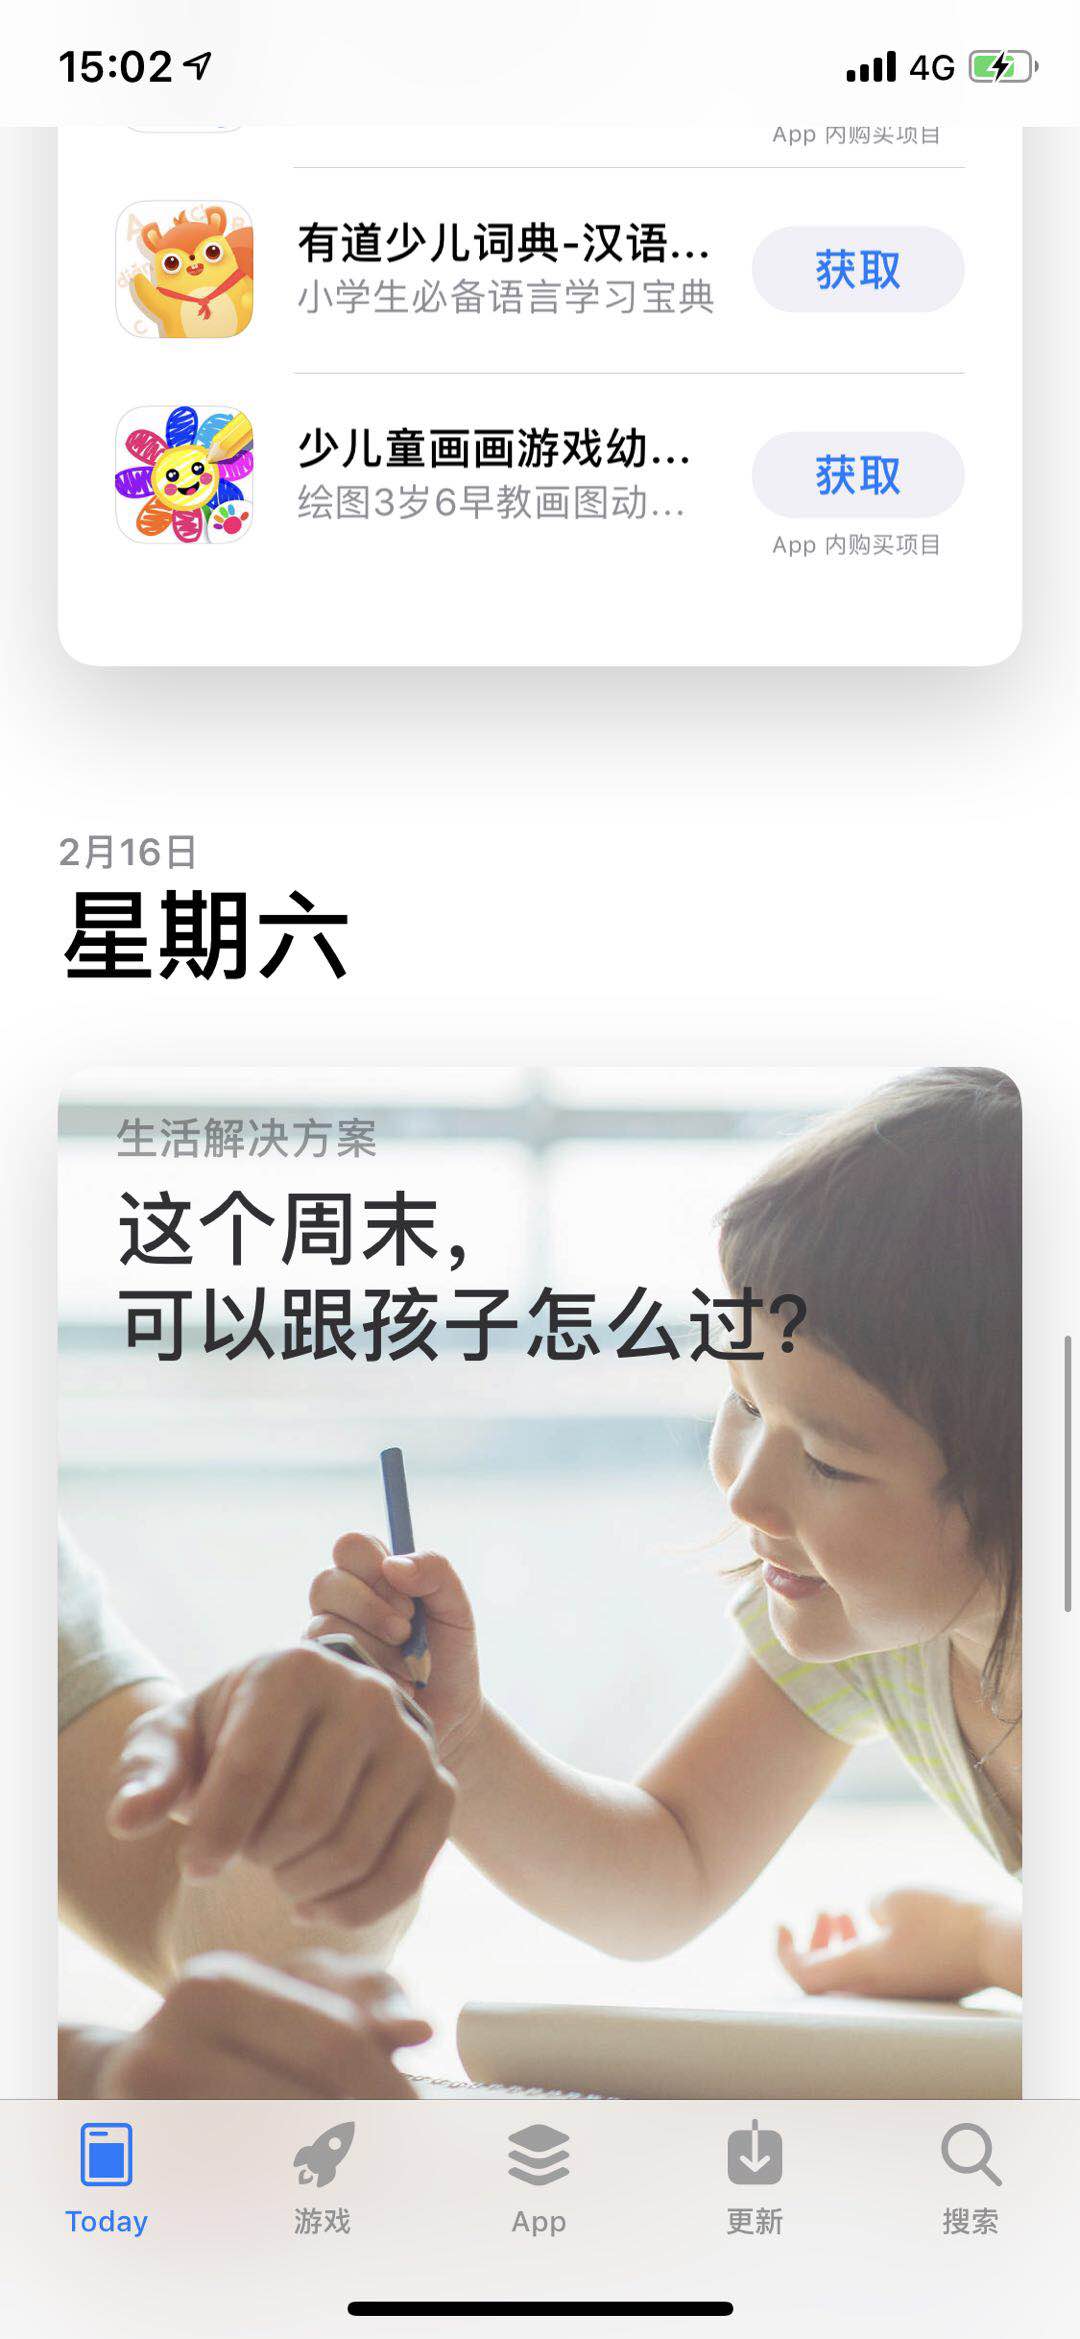 15:02
4G
App 内购买项目
有道少儿词典-汉语...
小学生必备语言学习宝典
获取
少儿童画画游戏幼...
绘图3岁6早教画图动...
获取
App 内购买项目
2月16日
星期六
生活解决方案
这个周末，
可以跟孩子怎么过？
Today
游戏
App
更新
搜索